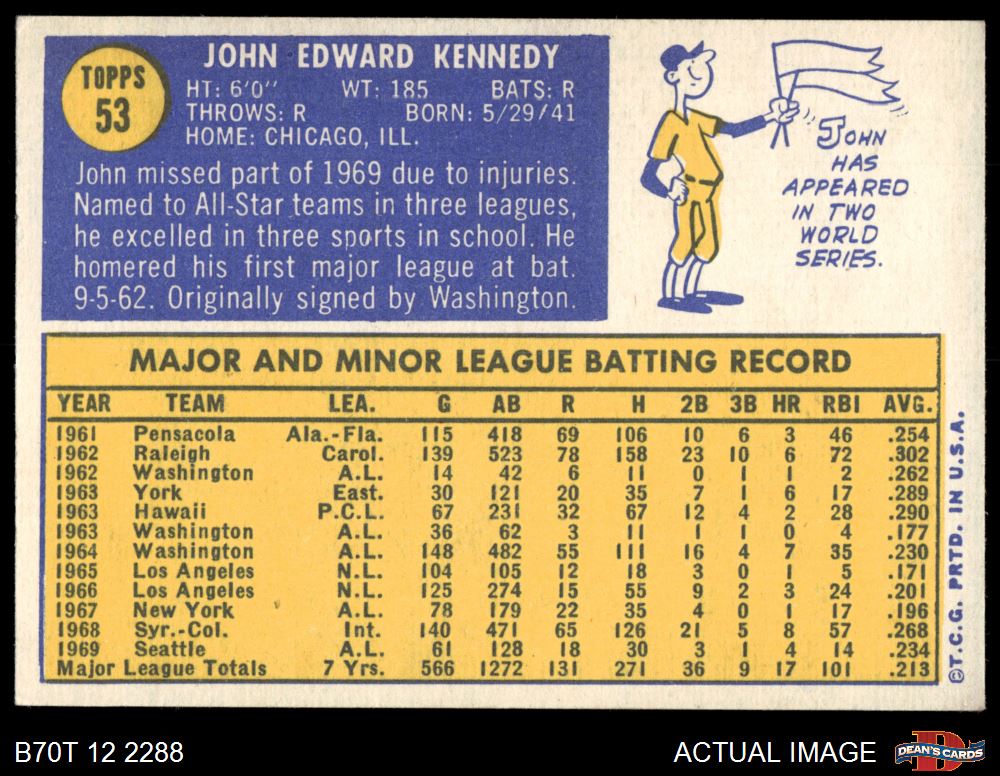 TOPPS
53
JOHN EDWARD KENNEDY
HT: 6'0" WT: 185 BATS: R
THROWS: R BORN: 5/29/41
HOME: CHICAGO, ILL.
John missed part of 1969 due to injuries.
Named to All-Star teams in three leagues,
he excelled in three sports in school. He
homered his first major league at bat.
9-5-62. Originally signed by Washington.
JOHN
HAS
APPEARED
IN TWO
WORLD
SERIES.
MAJOR AND MINOR LEAGUE BATTING RECORD
YEAR TEAM LEA. G AB R H 2B 3B HR RBI AVG.
1961 Pensacola Ala.-Fla. 115 418 69 106 10 6 3 46 .254
1962 Raleigh Carol. 139 523 78 158 23 10 6 72 .302
1962 Washington A.L. 14 42 6 11 0 1 1 2 .262
1963 York East. 30 121 20 35 7 1 6 17 .289
1963 Hawaii P.C.L. 67 231 32 67 12 4 2 28 .290
1963 Washington A.L. 36 62 3 11 1 1 0 4 .177
1964 Washington A.L. 148 482 55 111 16 4 7 35 .230
1965 Los Angeles N.L. 104 105 12 18 3 0 1 5 .171
1966 Los Angeles N.L. 125 274 15 55 9 2 3 24 .201
1967 New York A.L. 78 179 22 35 4 0 1 17 .196
1968 Syr.-Col. Int. 140 471 65 126 21 5 8 57 .268
1969 Seattle A.L. 61 128 18 30 3 1 4 14 .234
Major League Totals 7 Yrs. 566 1272 131 271 36 9 17 101 .213
©T.C.G. PRTD. IN U.S.A.
B70T 12 2288
ACTUAL IMAGE
DEAN'S CARDS